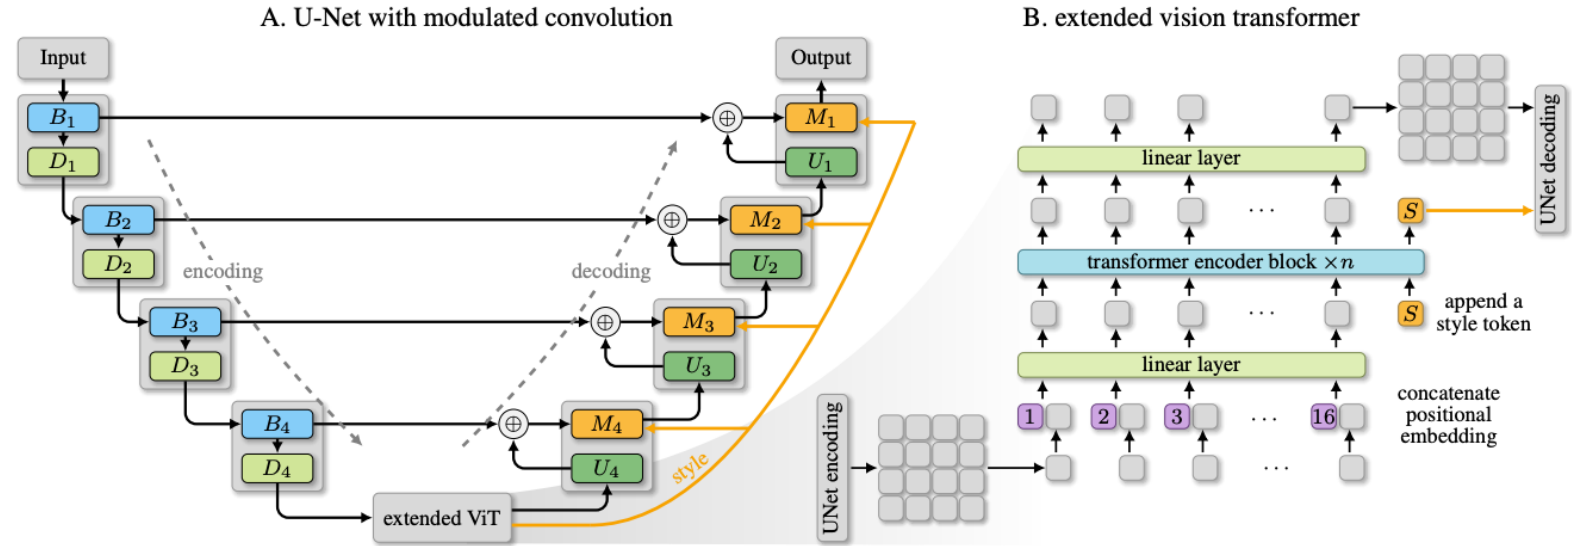 A. U-Net with modulated convolution
Input
B1
D1
B2
D2
B3
D3
B4
D4
encoding
decoding
extended ViT
style
Output
⊕
M1
U1
⊕
M2
U2
⊕
M3
U3
⊕
M4
U4
B. extended vision transformer
linear layer
... S
transformer encoder block ×n
... S
append a
style token
linear layer
1 2 3 ... 16
concatenate
positional
embedding
...
UNet encoding
UNet decoding